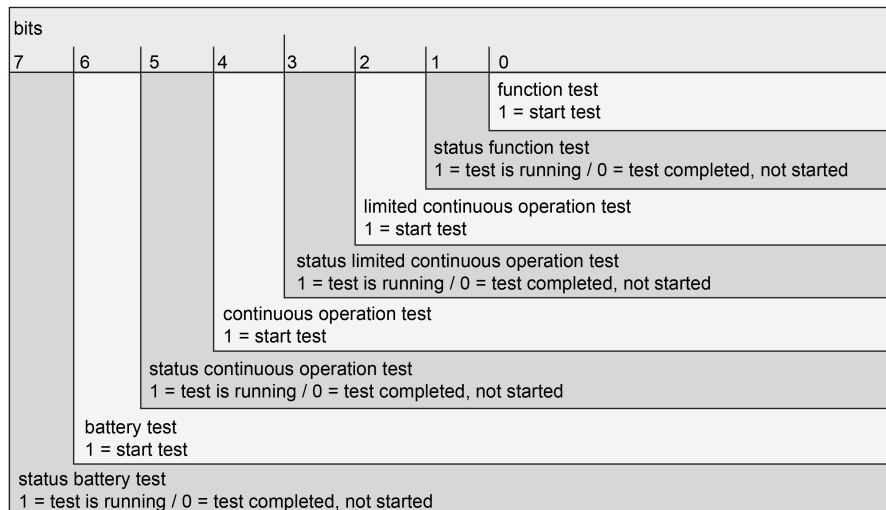 bits
7 6 5 4 3 2 1 0
function test
1 = start test
status function test
1 = test is running / 0 = test completed, not started
limited continuous operation test
1 = start test
status limited continuous operation test
1 = test is running / 0 = test completed, not started
continuous operation test
1 = start test
status continuous operation test
1 = test is running / 0 = test completed, not started
battery test
1 = start test
status battery test
1 = test is running / 0 = test completed, not started